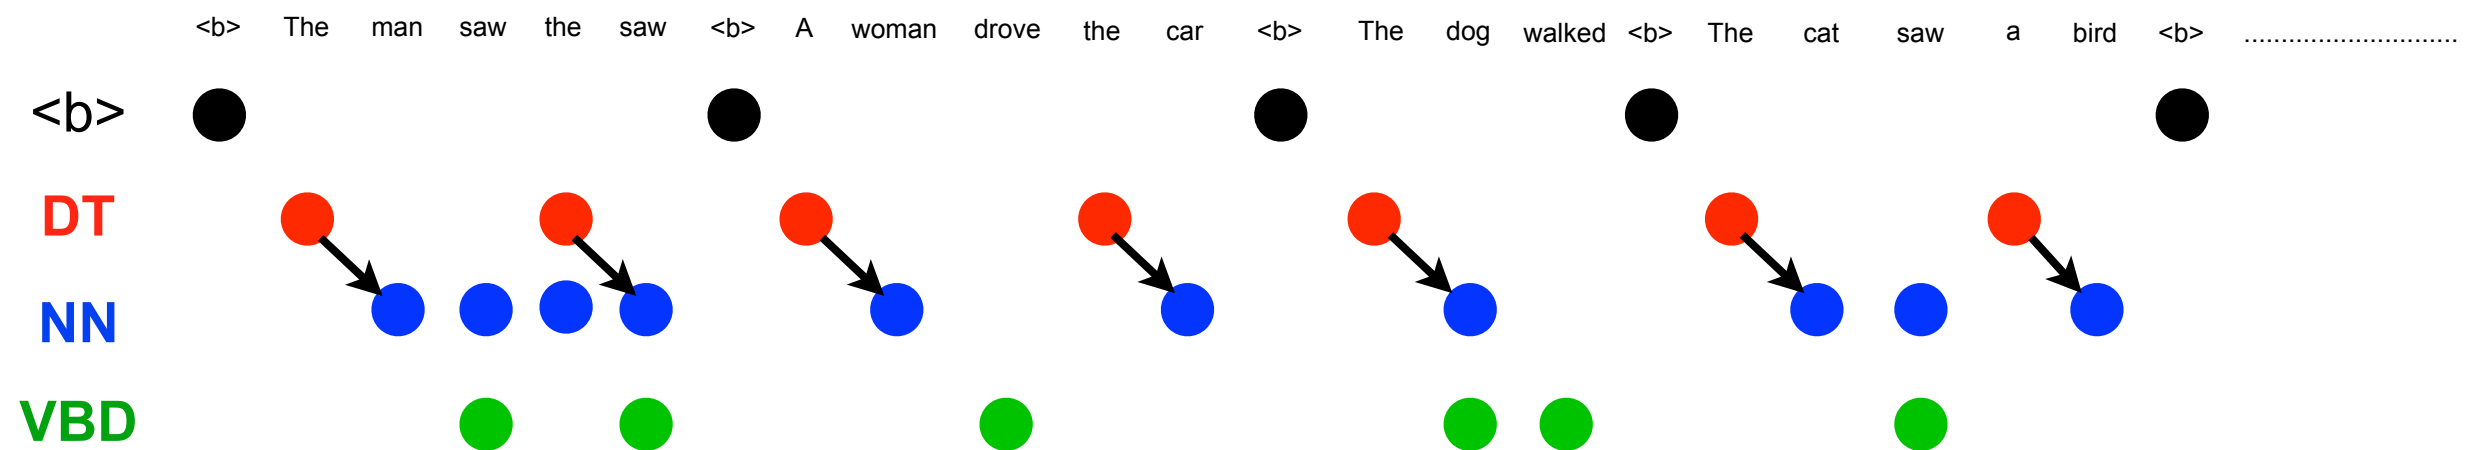 <b> The man saw the saw <b> A woman drove the car <b> The dog walked <b> The cat saw a bird <b> .............................
<b>
DT
NN
VBD